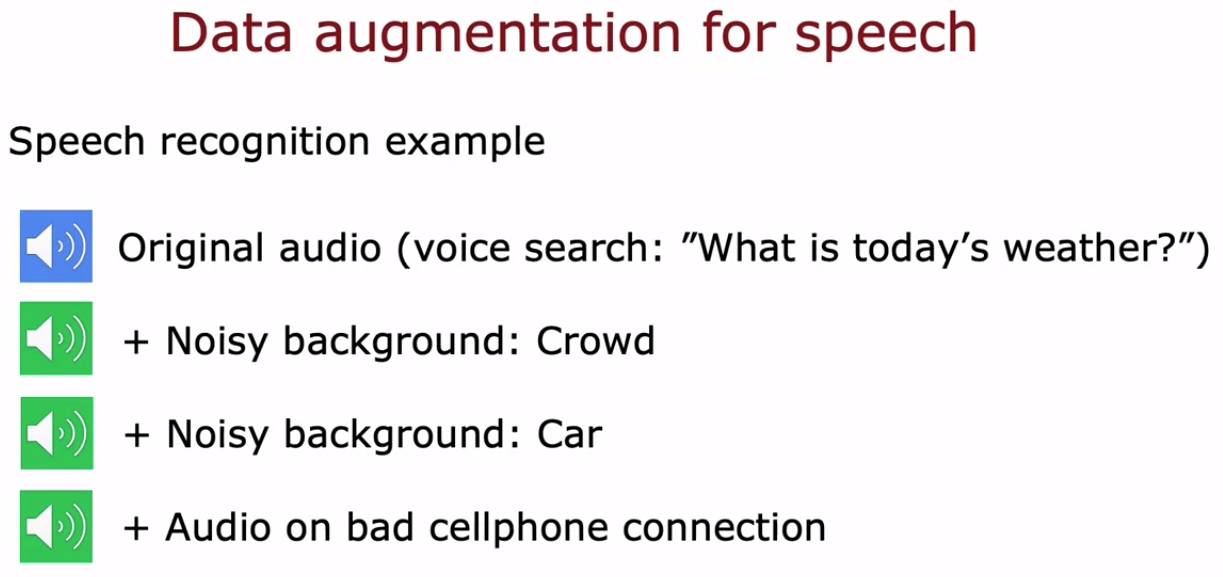 Data augmentation for speech
Speech recognition example
Original audio (voice search: ”What is today’s weather?”)
+ Noisy background: Crowd
+ Noisy background: Car
+ Audio on bad cellphone connection